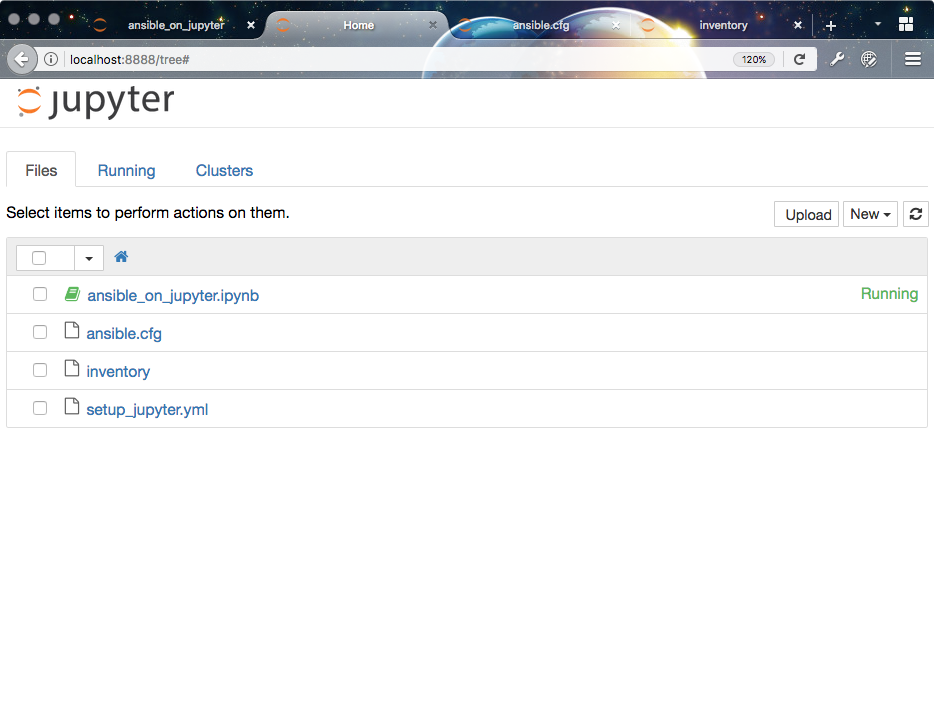 ansible_on_jupyter Home ansible.cfg inventory
localhost:8888/tree# 120%
jupyter
Files Running Clusters
Select items to perform actions on them. Upload New
ansible_on_jupyter.ipynb Running
ansible.cfg
inventory
setup_jupyter.yml